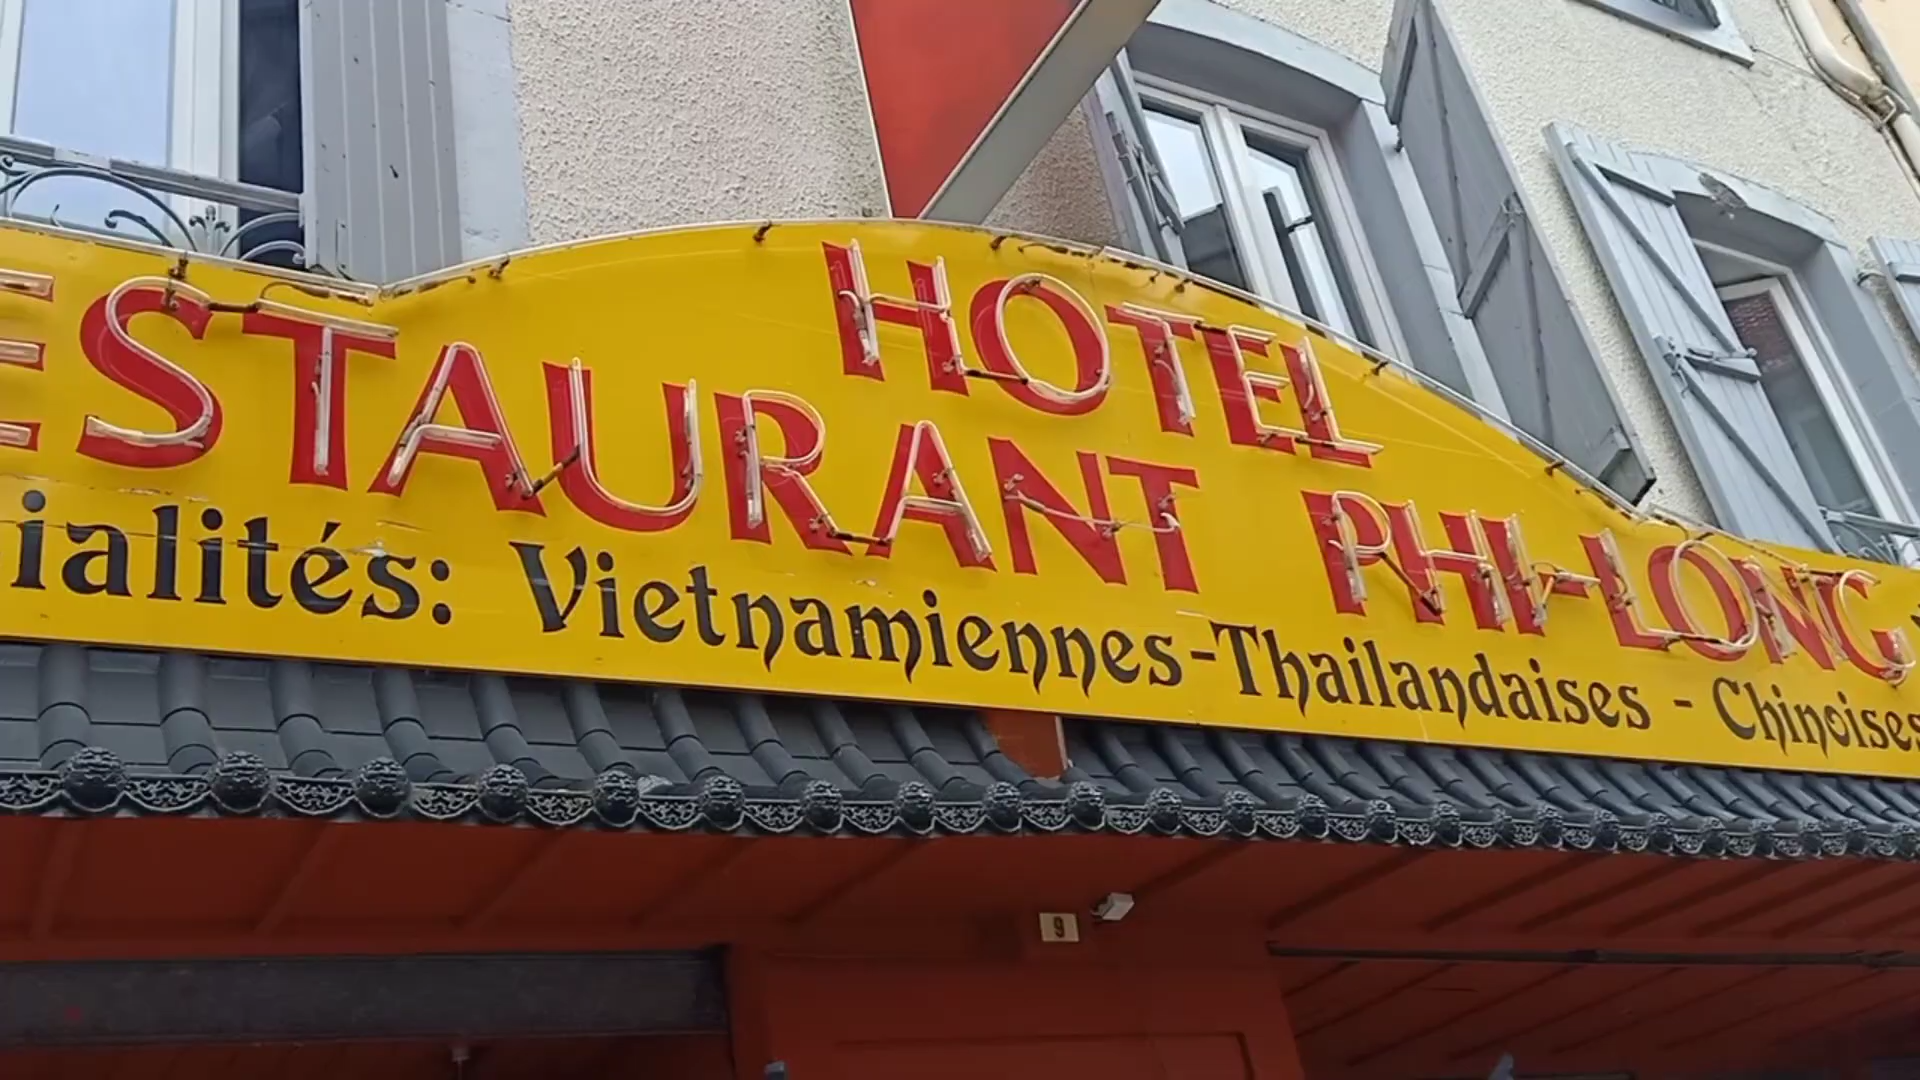 HOTEL
ESTAURANT PHI-LONG
ialités: Vietnamiennes-Thailandaises - Chinoises
9